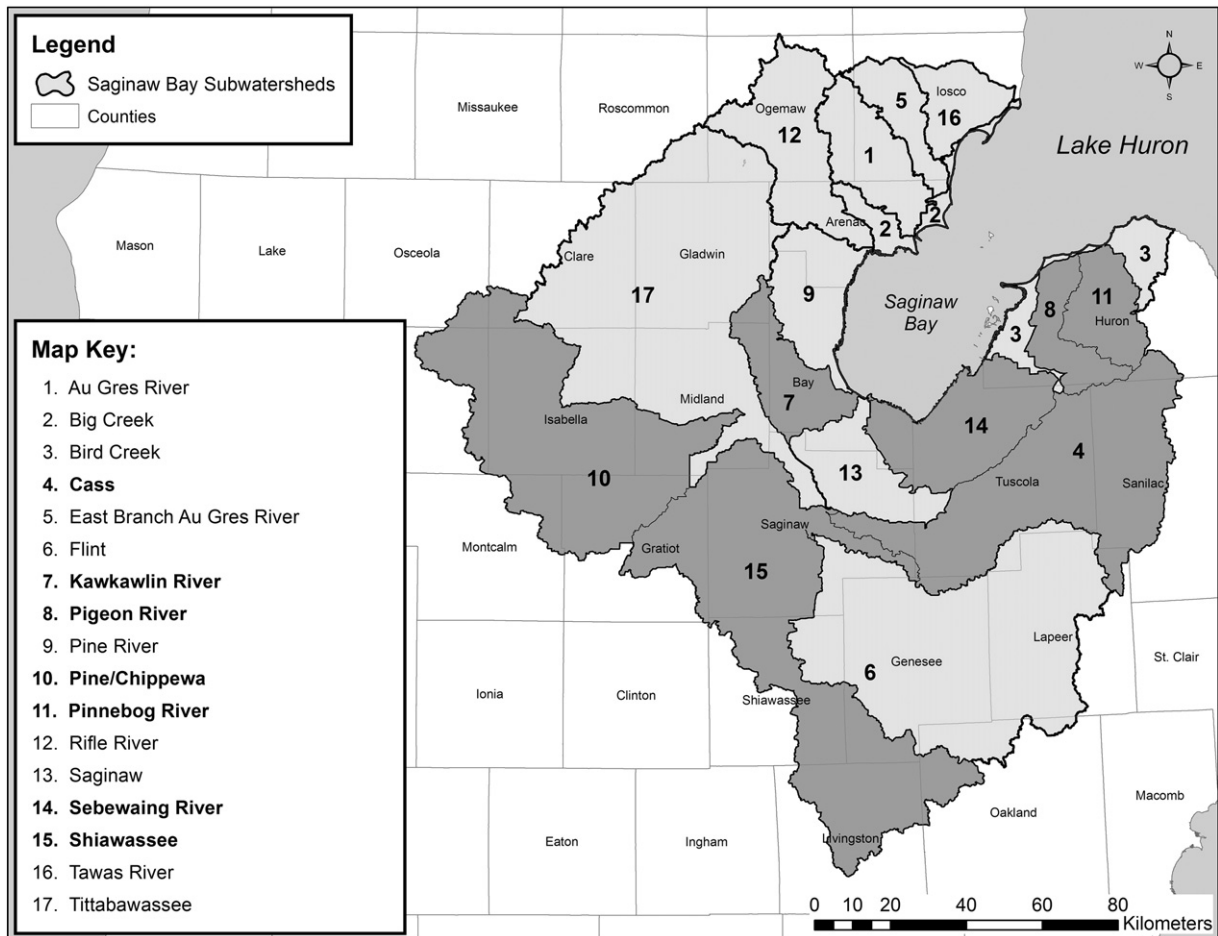 Legend
Saginaw Bay Subwatersheds
Counties
N
W E
S
Missaukee
Roscommon
Ogemaw
12
5
Iosco
16
1
Lake Huron
Mason
Lake
Osceola
Clare
Gladwin
17
Arenac
2
2
9
Saginaw
Bay
3
8
11
Huron
3
Map Key:
1. Au Gres River
2. Big Creek
3. Bird Creek
4. Cass
5. East Branch Au Gres River
6. Flint
7. Kawkawlin River
8. Pigeon River
9. Pine River
10. Pine/Chippewa
11. Pinnebog River
12. Rifle River
13. Saginaw
14. Sebewaing River
15. Shiawassee
16. Tawas River
17. Tittabawassee
Isabella
Midland
Bay
7
10
13
14
4
Tuscola
Sanilac
Montcalm
Gratiot
Saginaw
15
Ionia
Clinton
Shiawassee
6
Genesee
Lapeer
St. Clair
Eaton
Ingham
Livingston
Oakland
Macomb
0 10 20 40 60 80
Kilometers